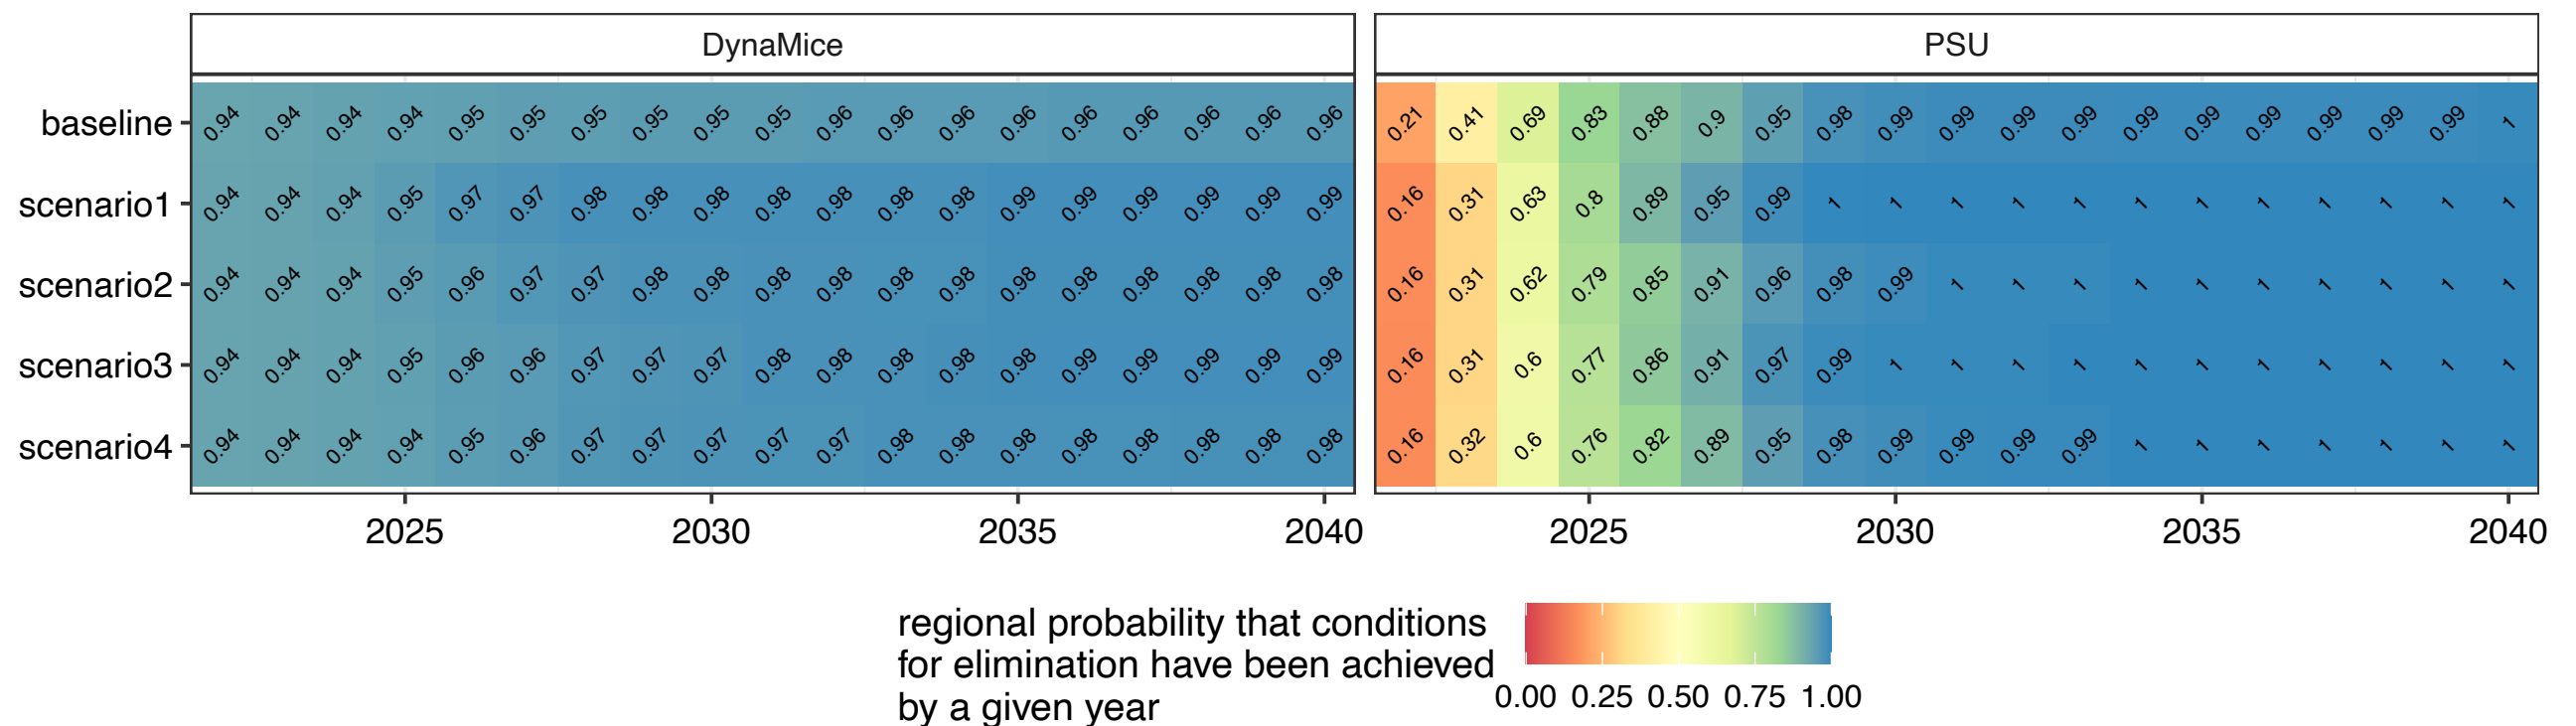 DynaMice PSU
baseline 0.94 0.94 0.94 0.94 0.95 0.95 0.95 0.95 0.95 0.95 0.96 0.96 0.96 0.96 0.96 0.96 0.96 0.96 0.96 0.21 0.41 0.69 0.83 0.88 0.9 0.95 0.98 0.99 0.99 0.99 0.99 0.99 0.99 0.99 0.99 0.99 0.99 1
scenario1 0.94 0.94 0.94 0.95 0.97 0.97 0.98 0.98 0.98 0.98 0.98 0.98 0.98 0.99 0.99 0.99 0.99 0.99 0.99 0.16 0.31 0.63 0.8 0.89 0.95 0.99 1 1 1 1 1 1 1 1 1 1 1 1
scenario2 0.94 0.94 0.94 0.95 0.96 0.97 0.97 0.98 0.98 0.98 0.98 0.98 0.98 0.98 0.98 0.98 0.98 0.98 0.98 0.16 0.31 0.62 0.79 0.85 0.91 0.96 0.98 0.99 1 1 1 1 1 1 1 1 1 1
scenario3 0.94 0.94 0.94 0.95 0.96 0.96 0.97 0.97 0.97 0.98 0.98 0.98 0.98 0.98 0.99 0.99 0.99 0.99 0.99 0.16 0.31 0.6 0.77 0.86 0.91 0.97 0.99 1 1 1 1 1 1 1 1 1 1 1
scenario4 0.94 0.94 0.94 0.94 0.95 0.96 0.97 0.97 0.97 0.97 0.97 0.98 0.98 0.98 0.98 0.98 0.98 0.98 0.98 0.16 0.32 0.6 0.76 0.82 0.89 0.95 0.98 0.99 0.99 0.99 0.99 1 1 1 1 1 1 1
2025 2030 2035 2040 2025 2030 2035 2040
regional probability that conditions
for elimination have been achieved
by a given year
0.00 0.25 0.50 0.75 1.00